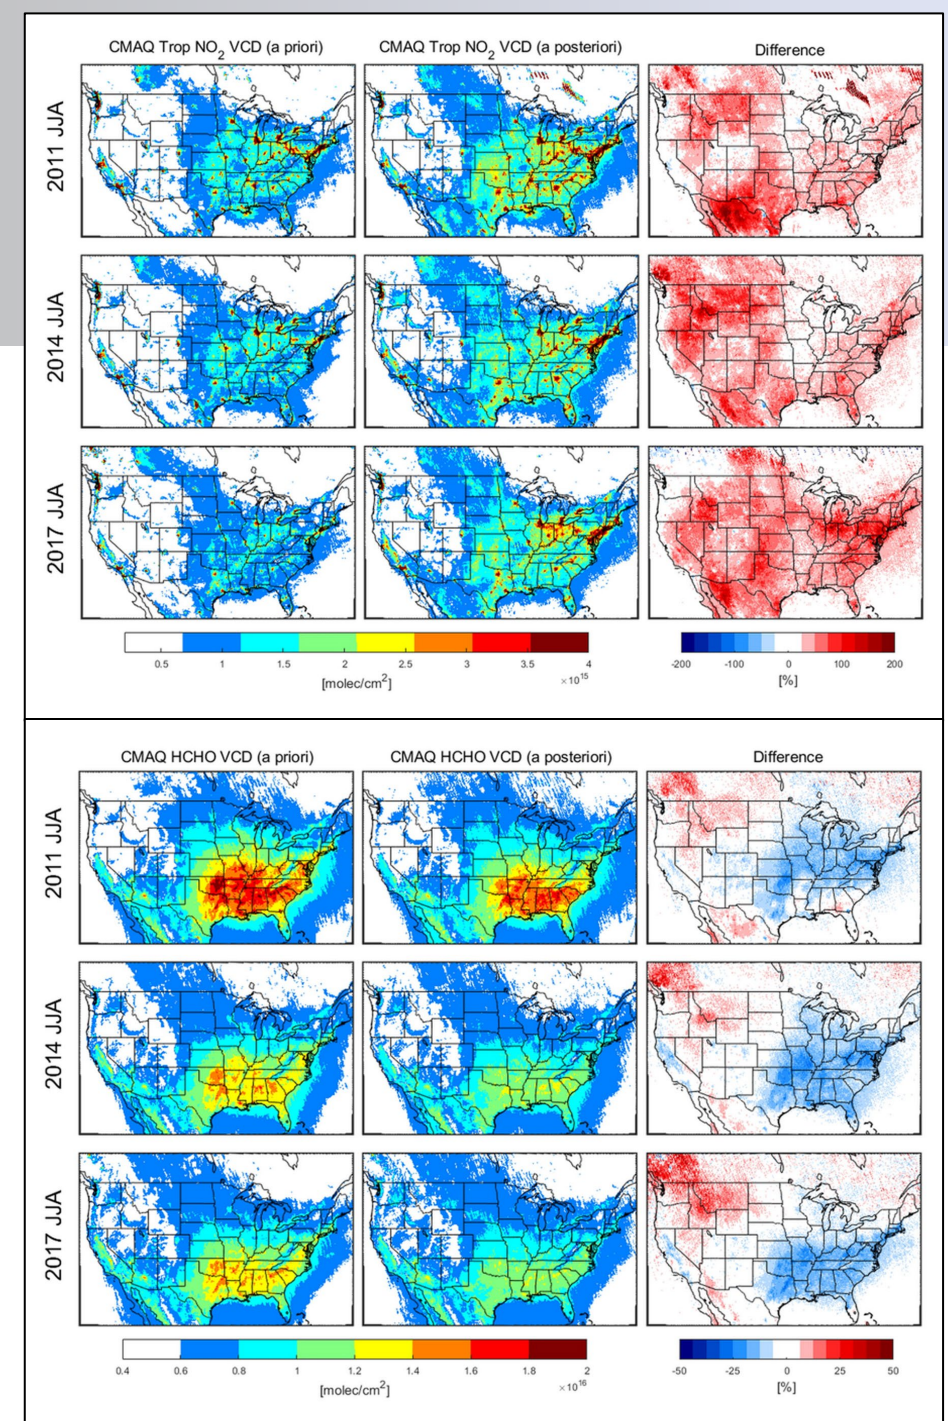 CMAQ Trop NO2 VCD (a priori) CMAQ Trop NO2 VCD (a posteriori) Difference
2011 JJA
2014 JJA
2017 JJA
0.5 1 1.5 2 2.5 3 3.5 4
[molec/cm2] ×10^15
-200 -100 0 100 200
[%]
CMAQ HCHO VCD (a priori) CMAQ HCHO VCD (a posteriori) Difference
2011 JJA
2014 JJA
2017 JJA
0.4 0.6 0.8 1 1.2 1.4 1.6 1.8 2
[molec/cm2] ×10^16
-50 -25 0 25 50
[%]